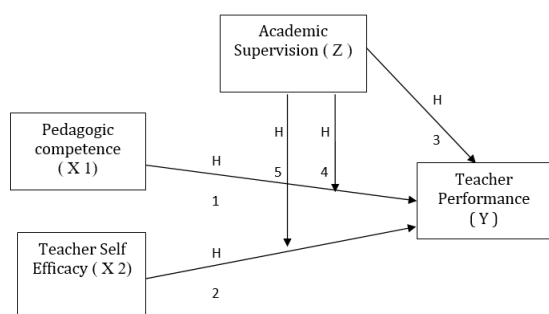 Academic
Supervision ( Z )
H
3
H
5
H
4
Pedagogic
competence
( X 1)
H
1
Teacher
Performance
( Y )
Teacher Self
Efficacy ( X 2)
H
2